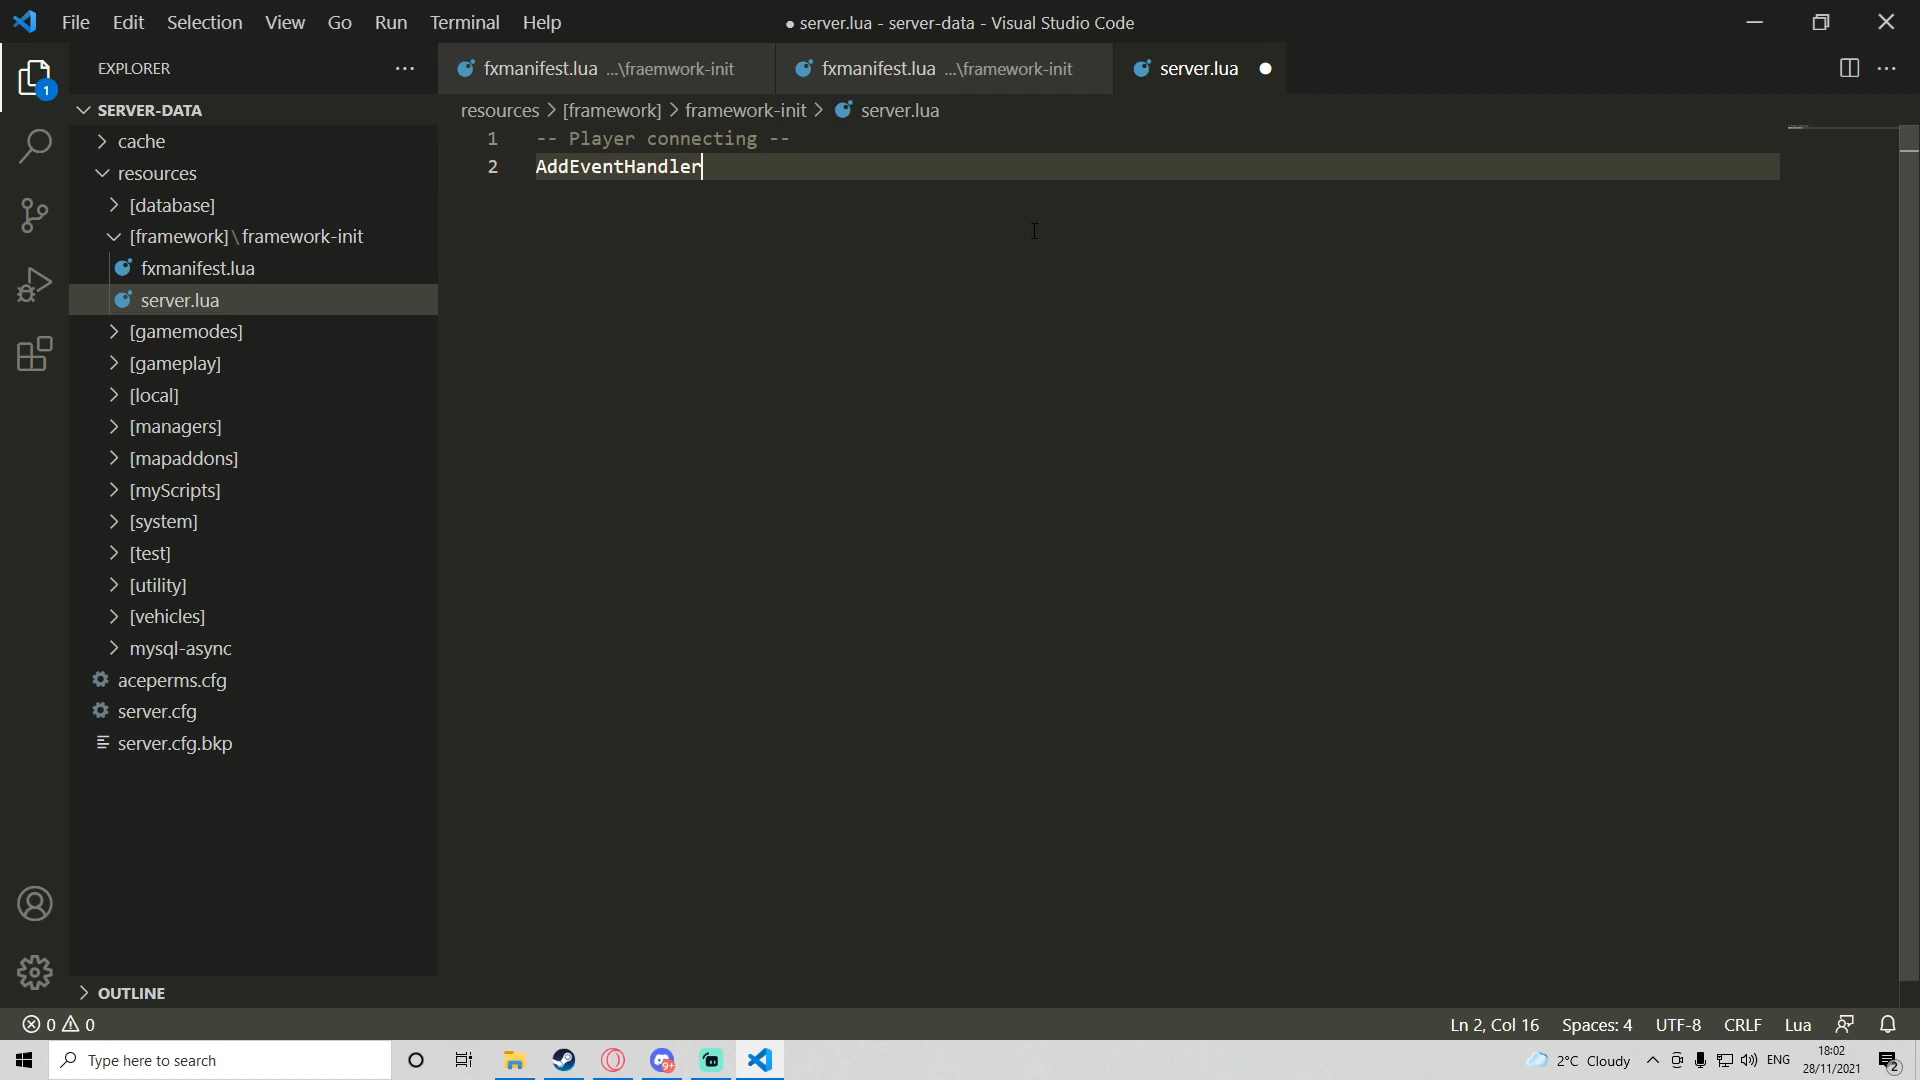 File Edit Selection View Go Run Terminal Help
● server.lua - server-data - Visual Studio Code
EXPLORER
fxmanifest.lua ...\fraemwork-init
fxmanifest.lua ...\framework-init
server.lua
SERVER-DATA
resources > [framework] > framework-init > server.lua
cache
1 -- Player connecting --
resources
2 AddEventHandler
[database]
[framework]\framework-init
fxmanifest.lua
server.lua
[gamemodes]
[gameplay]
[local]
[managers]
[mapaddons]
[myScripts]
[system]
[test]
[utility]
[vehicles]
mysql-async
aceperms.cfg
server.cfg
server.cfg.bkp
OUTLINE
1
0 0
Ln 2, Col 16 Spaces: 4 UTF-8 CRLF Lua
Type here to search
9+
2°C Cloudy
ENG
18:02
28/11/2021
2